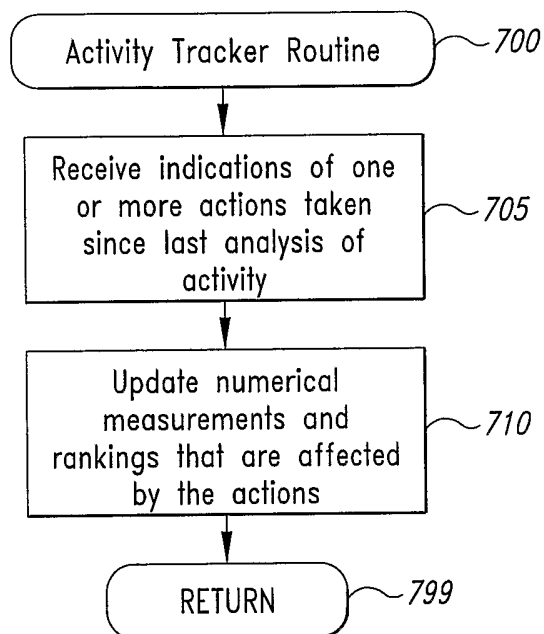 Activity Tracker Routine
700
Receive indications of one
or more actions taken
since last analysis of
activity
705
Update numerical
measurements and
rankings that are affected
by the actions
710
RETURN
799